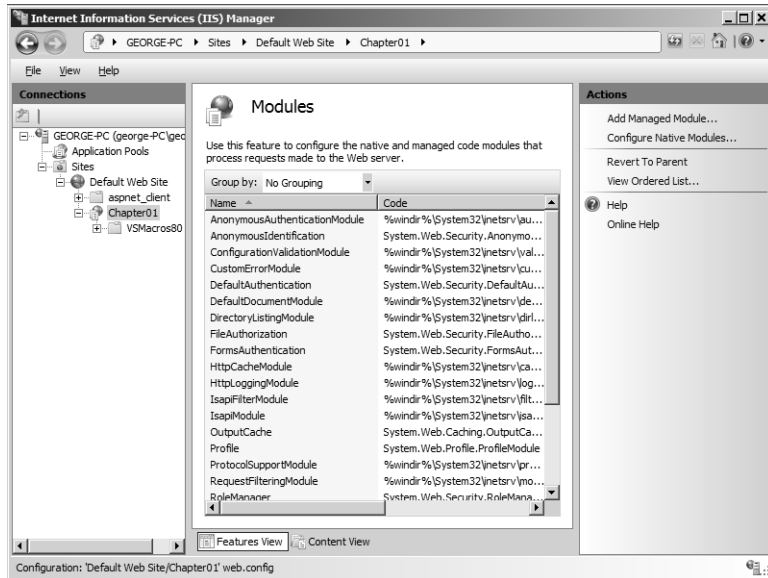 Internet Information Services (IIS) Manager
GEORGE-PC Sites Default Web Site Chapter01
File View Help
Connections
GEORGE-PC (george-PC\geo
Application Pools
Sites
Default Web Site
aspnet_client
Chapter01
VSMacros80
Modules
Use this feature to configure the native and managed code modules that
process requests made to the Web server.
Group by: No Grouping
Name Code
AnonymousAuthenticationModule %windir%\System32\inetsrv\au...
AnonymousIdentification System.Web.Security.Anonymo...
ConfigurationValidationModule %windir%\System32\inetsrv\val...
CustomErrorModule %windir%\System32\inetsrv\cu...
DefaultAuthentication System.Web.Security.DefaultAu...
DefaultDocumentModule %windir%\System32\inetsrv\de...
DirectoryListingModule %windir%\System32\inetsrv\dirl...
FileAuthorization System.Web.Security.FileAutho...
FormsAuthentication System.Web.Security.FormsAut...
HttpCacheModule %windir%\System32\inetsrv\ca...
HttpLoggingModule %windir%\System32\inetsrv\log...
IsapiFilterModule %windir%\System32\inetsrv\filt...
IsapiModule %windir%\System32\inetsrv\isa...
OutputCache System.Web.Caching.OutputCa...
Profile System.Web.Profile.ProfileModule
ProtocolSupportModule %windir%\System32\inetsrv\pr...
RequestFilteringModule %windir%\System32\inetsrv\mo...
RoleManager System.Web.Security.RoleMana...
Features View Content View
Actions
Add Managed Module...
Configure Native Modules...
Revert To Parent
View Ordered List...
Help
Online Help
Configuration: 'Default Web Site/Chapter01' web.config